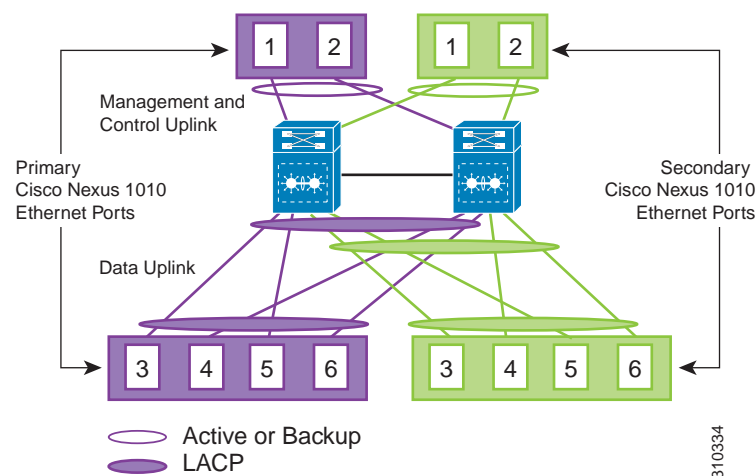 1 2 1 2
Management and
Control Uplink
Primary
Cisco Nexus 1010
Ethernet Ports
Secondary
Cisco Nexus 1010
Ethernet Ports
Data Uplink
3 4 5 6 3 4 5 6
Active or Backup
LACP
310334